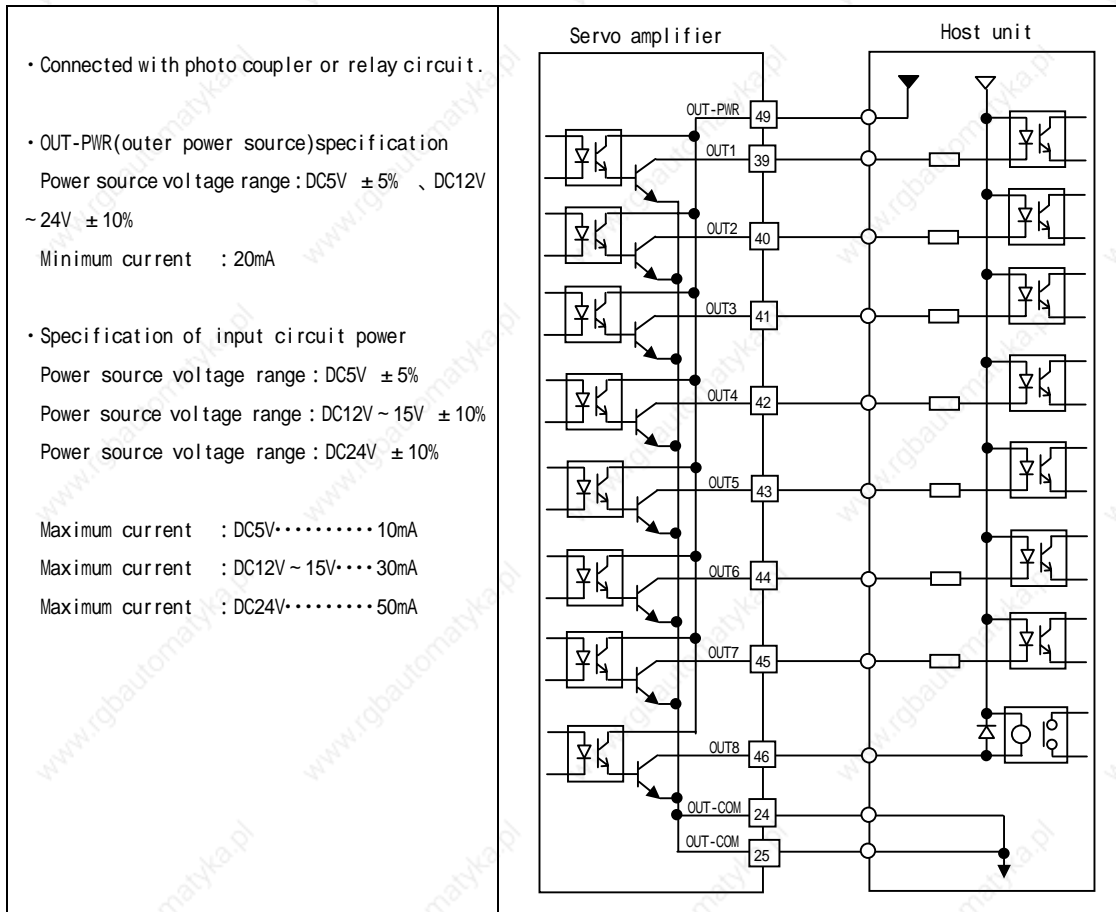 ・Connected with photo coupler or relay circuit.
・OUT-PWR(outer power source)specification
Power source voltage range：DC5V ±5% 、DC12V
~24V ±10%
Minimum current ：20mA
・Specification of input circuit power
Power source voltage range：DC5V ±5%
Power source voltage range：DC12V~15V ±10%
Power source voltage range：DC24V ±10%
Maximum current ：DC5V‥‥‥‥‥10mA
Maximum current ：DC12V~15V‥‥30mA
Maximum current ：DC24V･････････50mA
Servo amplifier
Host unit
OUT-PWR 49
OUT1 39
OUT2 40
OUT3 41
OUT4 42
OUT5 43
OUT6 44
OUT7 45
OUT8 46
OUT-COM 24
OUT-COM 25
www.rgbautomatyka.pl